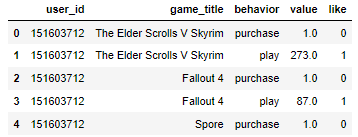 user_id game_title behavior value like
0 151603712 The Elder Scrolls V Skyrim purchase 1.0 0
1 151603712 The Elder Scrolls V Skyrim play 273.0 1
2 151603712 Fallout 4 purchase 1.0 0
3 151603712 Fallout 4 play 87.0 1
4 151603712 Spore purchase 1.0 0